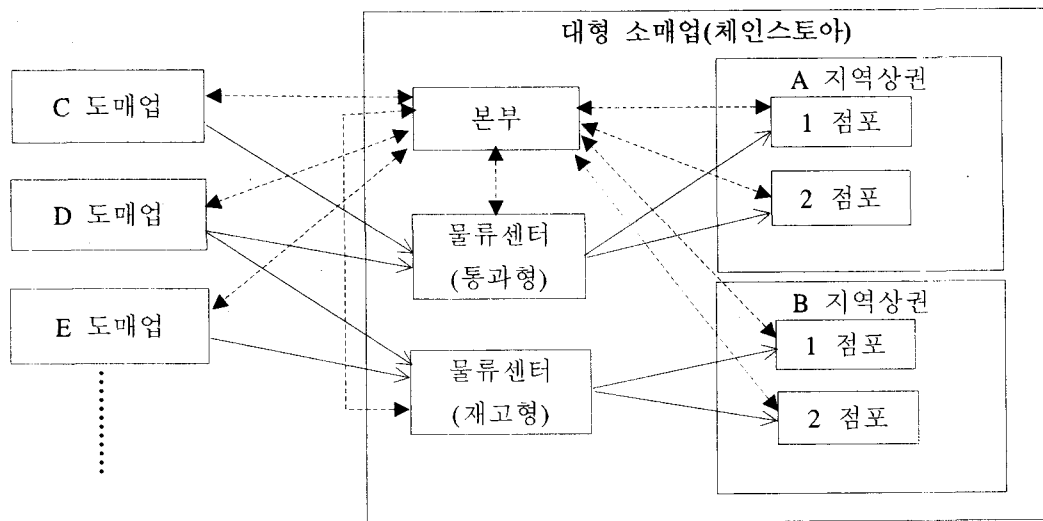 대형 소매업(체인스토아)
C 도매업
D 도매업
E 도매업
본부
물류센터
(통과형)
물류센터
(재고형)
A 지역상권
1 점포
2 점포
B 지역상권
1 점포
2 점포